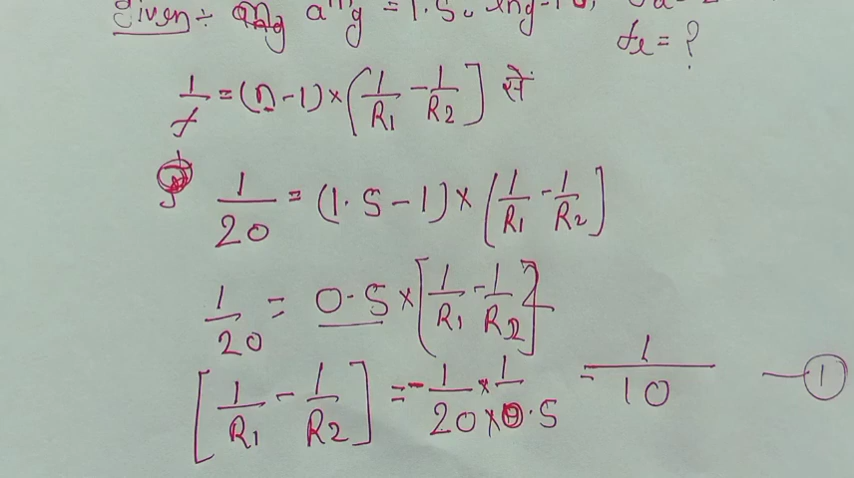 Given ÷ a n g = 1.5
fl = ?
1/f = (n - 1) × (1/R1 - 1/R2] से
1/20 = (1.5 - 1) × (1/R1 - 1/R2]
1/20 = 0.5 × [1/R1 - 1/R2]
[1/R1 - 1/R2] = - 1/20 × 1/×0.5 = 1/10 — 1